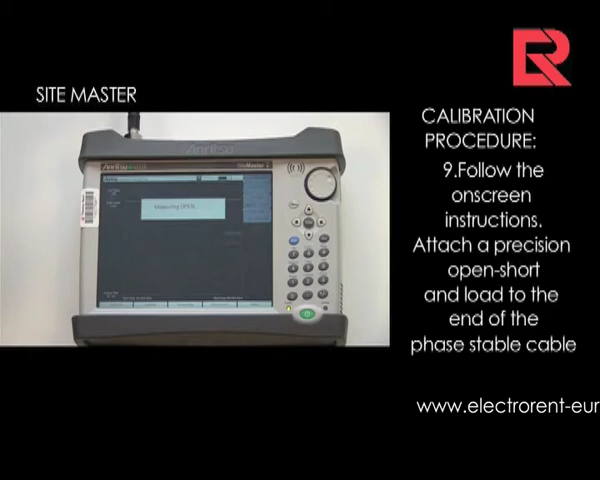 SITE MASTER
CALIBRATION
PROCEDURE:
9.Follow the
onscreen
instructions.
Attach a precision
open-short
and load to the
end of the
phase stable cable
www.electrorent-eur
Anritsu
Anritsu
SiteMaster
Measuring OPEN...